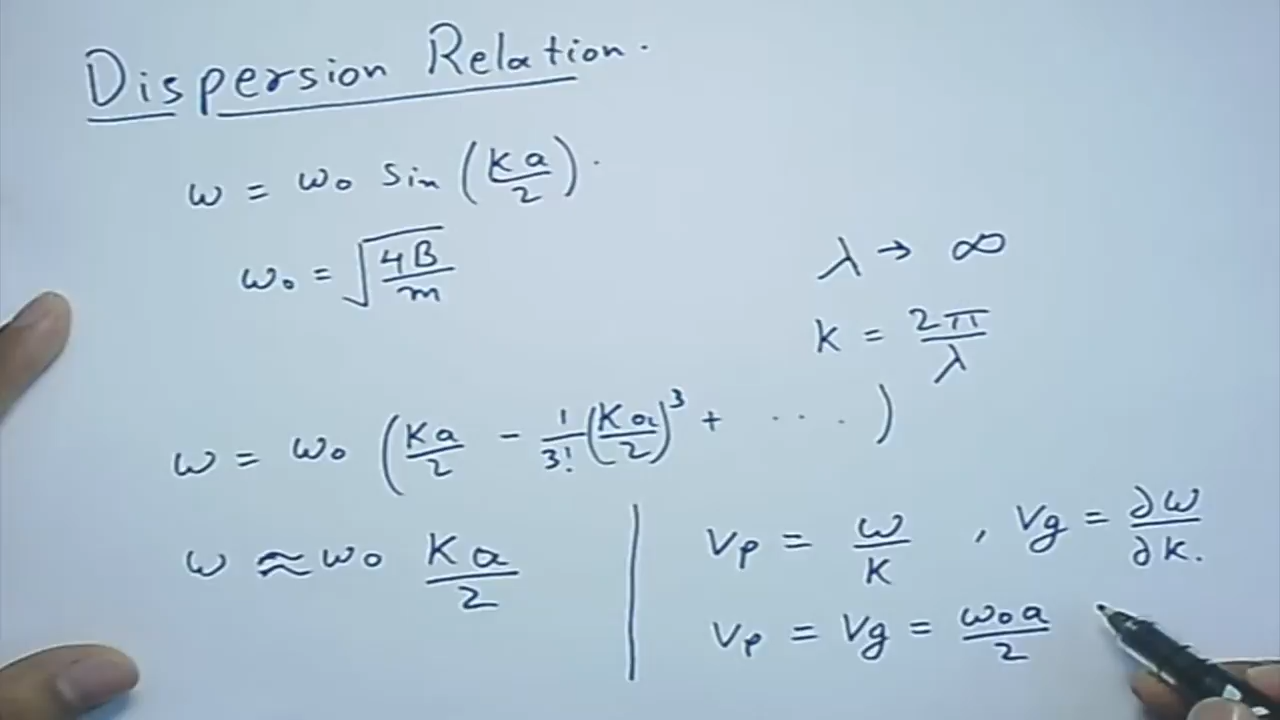 Dispersion Relation.
ω = ω₀ sin (Ka/2).
ω₀ = √(4B/m)
λ → ∞
K = 2π/λ
ω = ω₀ (Ka/2 - 1/3! (Ka/2)³ + ....)
ω ≈ ω₀ Ka/2
Vp = ω/K , Vg = ∂ω/∂K.
Vp = Vg = ω₀a/2